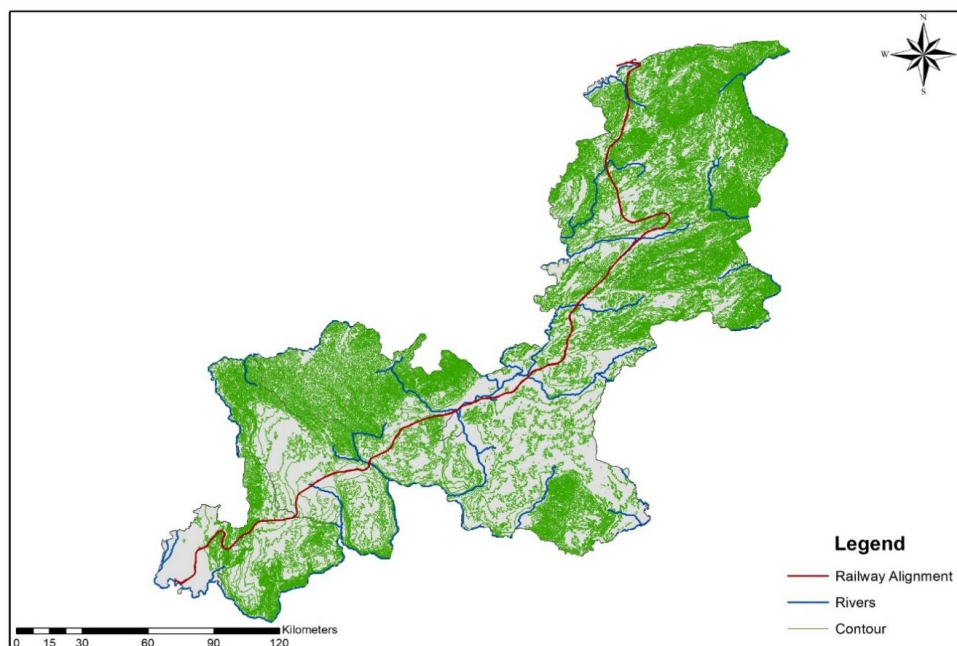 N
W
E
S
Legend
Railway Alignment
Rivers
Contour
Kilometers
0 15 30 60 90 120